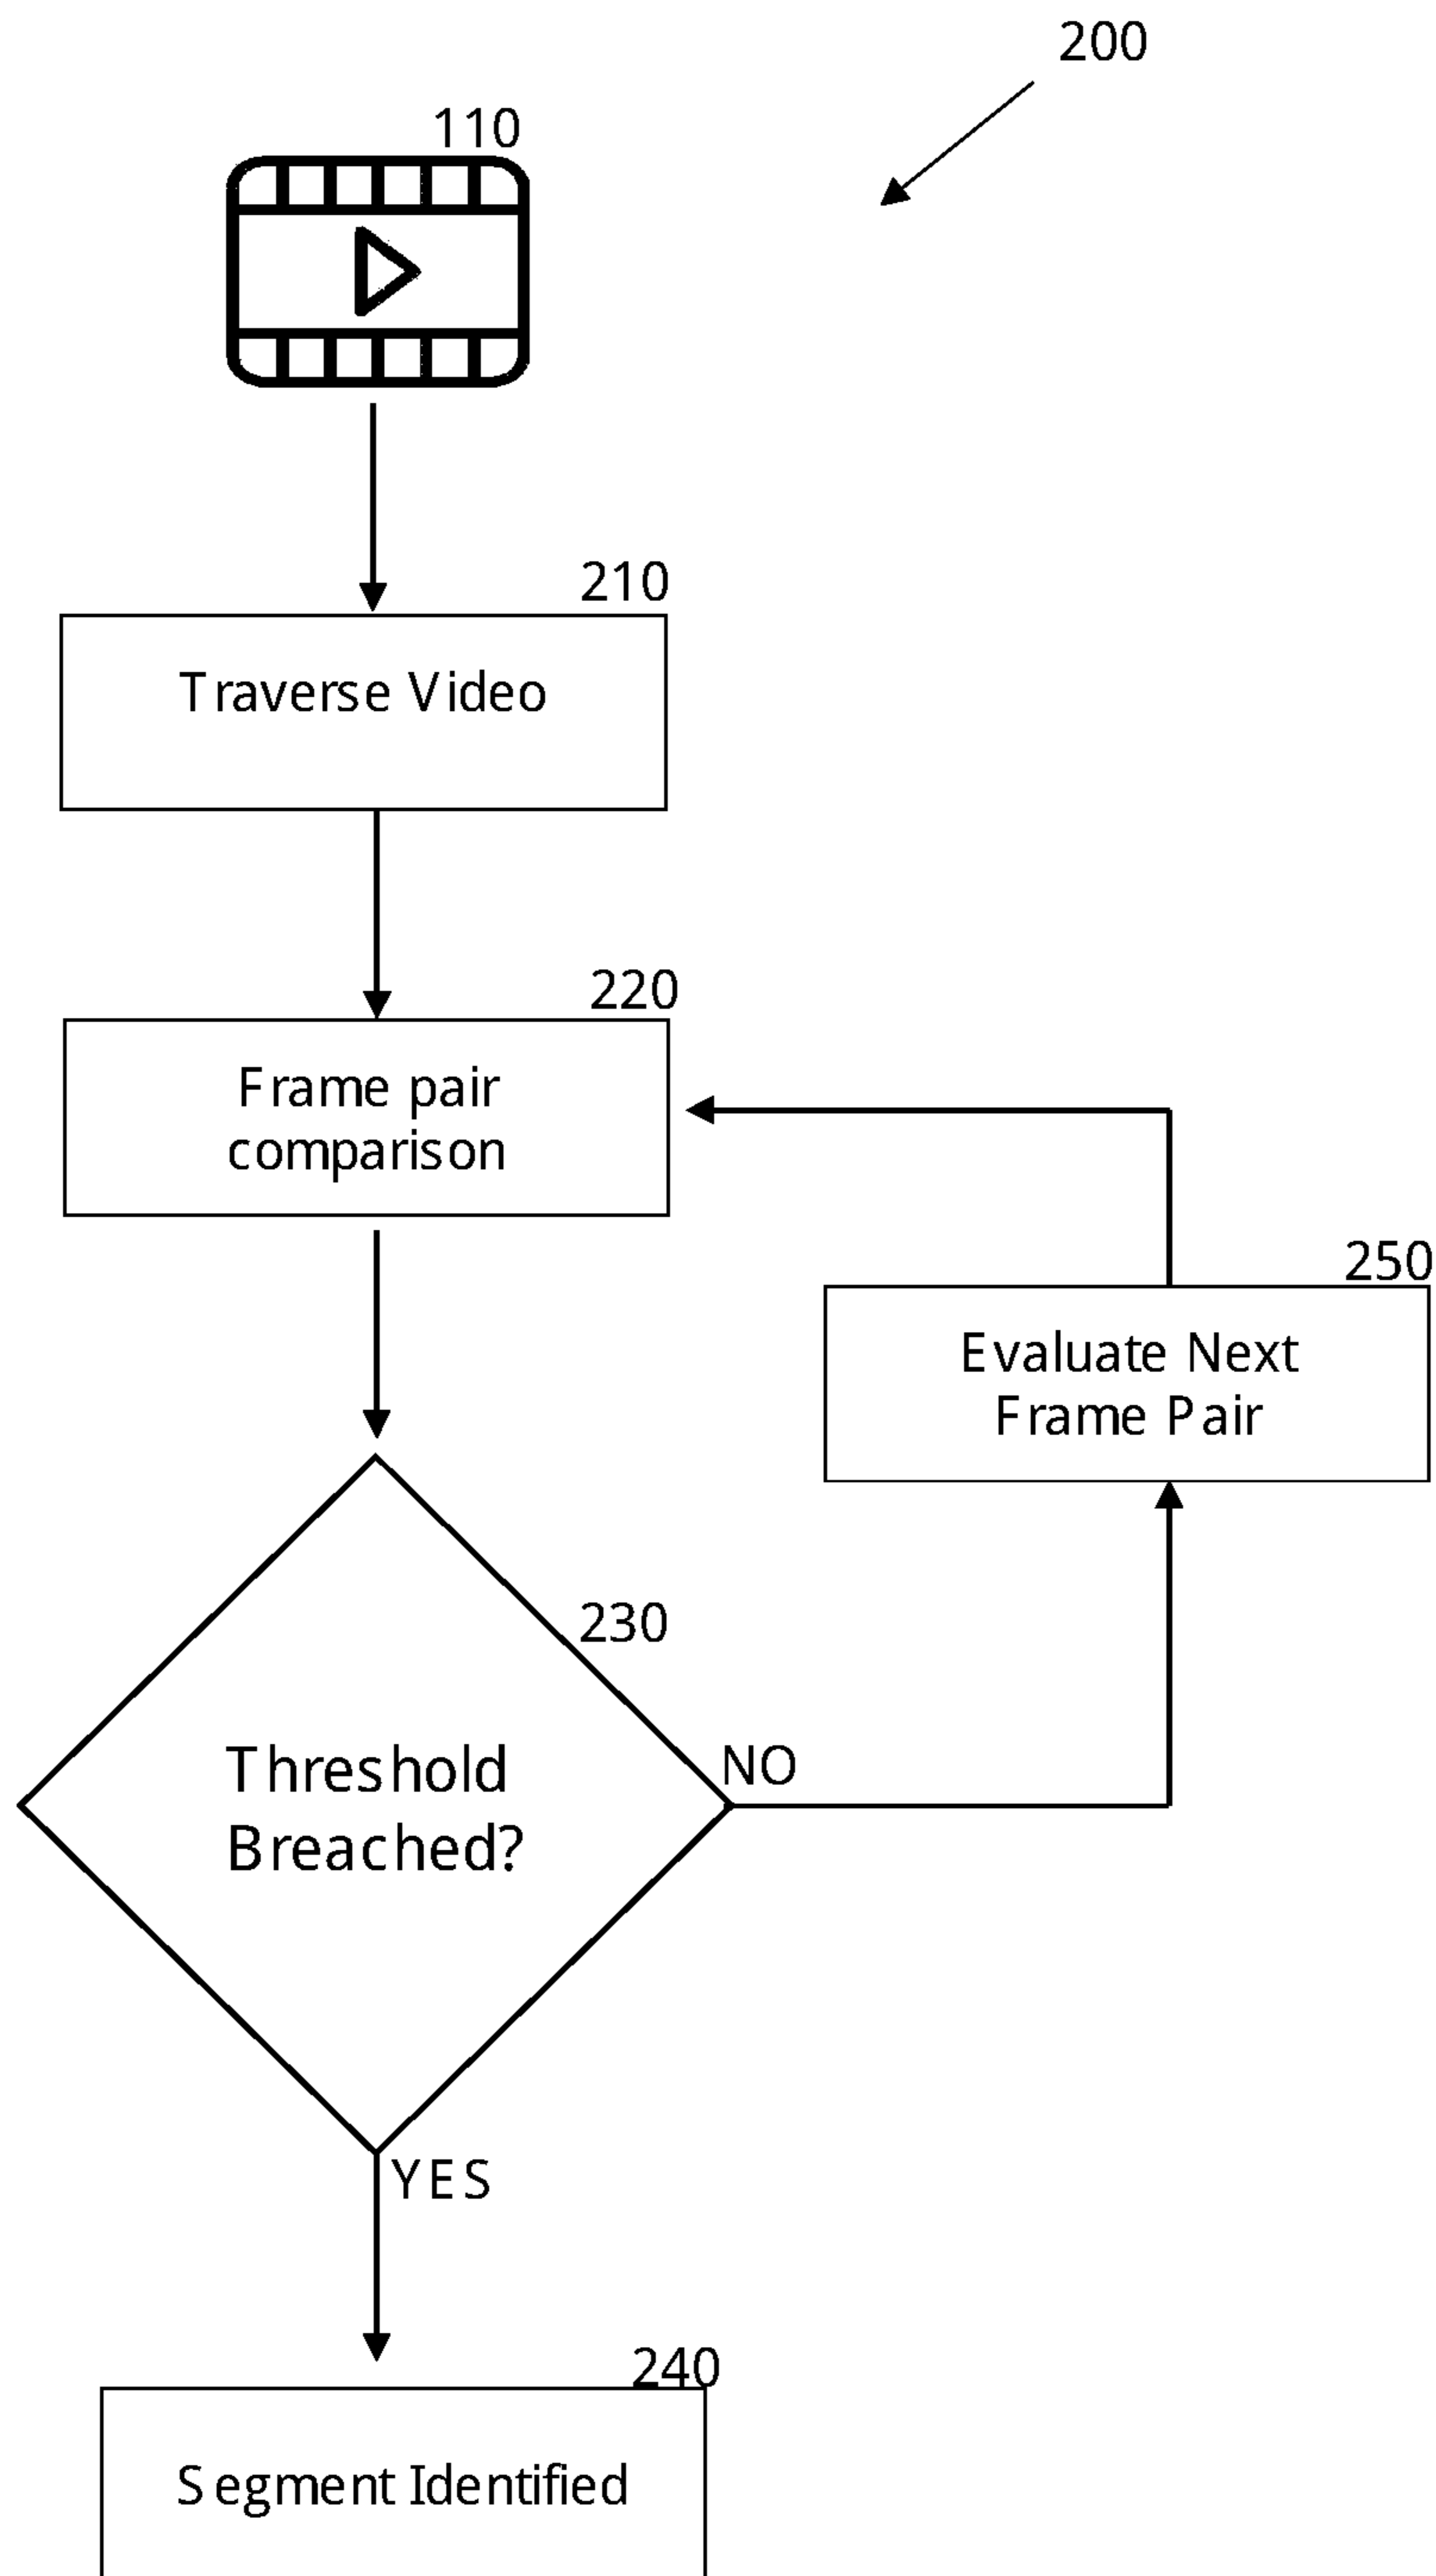 200
110
210
Traverse Video
220
Frame pair
comparison
250
Evaluate Next
Frame Pair
230
Threshold
Breached?
NO
YES
240
Segment Identified